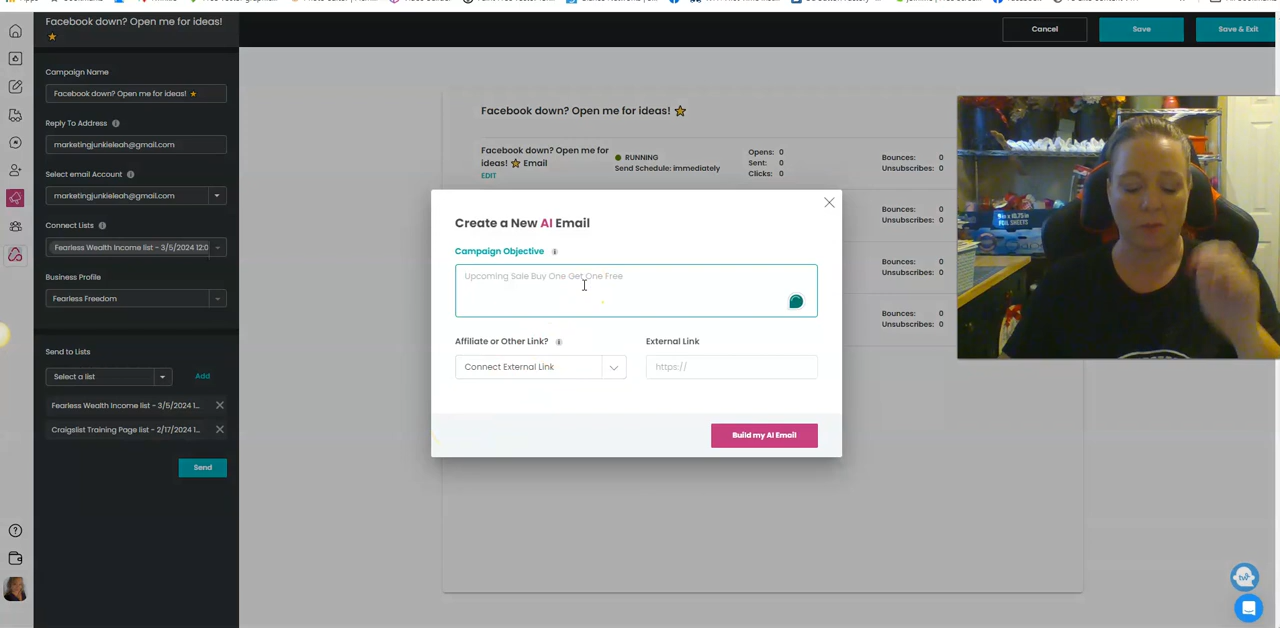 Facebook down? Open me for ideas!
Cancel
Save
Save & Exit
Campaign Name
Facebook down? Open me for ideas!
Reply To Address
marketingjunkieleah@gmail.com
Select email Account
marketingjunkieleah@gmail.com
Connect Lists
Fearless Wealth Income list - 3/5/2024 12:0
Business Profile
Fearless Freedom
Send to Lists
Select a list
Add
Fearless Wealth Income list - 3/5/2024 1...
Craigslist Training Page list - 2/17/2024 1...
Send
Facebook down? Open me for ideas!
Facebook down? Open me for
ideas! Email
EDIT
RUNNING
Send Schedule: Immediately
Opens: 0
Sent: 0
Clicks: 0
Bounces: 0
Unsubscribes: 0
Bounces: 0
Unsubscribes: 0
Bounces: 0
Unsubscribes: 0
Bounces: 0
Unsubscribes: 0
Create a New AI Email
Campaign Objective
Upcoming Sale Buy One Get One Free
Affiliate or Other Link?
External Link
Connect External Link
https://
Build my AI Email
9 in x 10.75 in
FOIL SHEETS